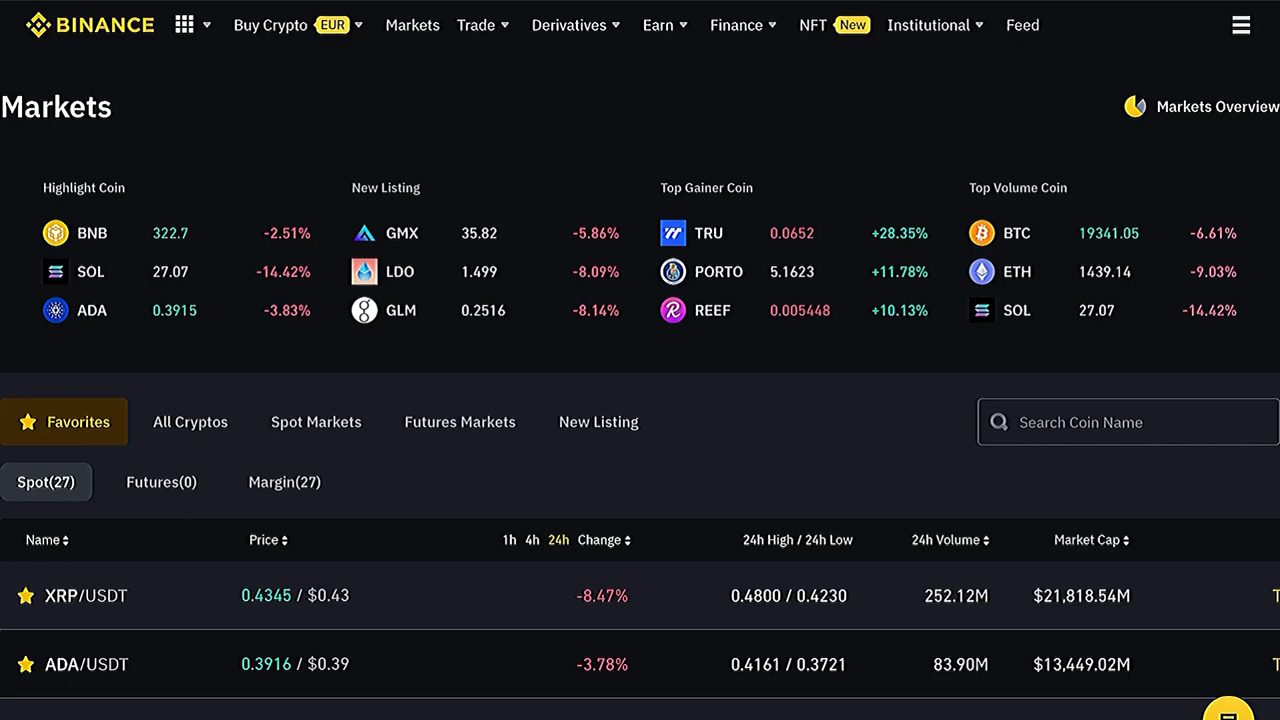 BINANCE Buy Crypto EUR Markets Trade Derivatives Earn Finance NFT New Institutional Feed
Markets Markets Overview
Highlight Coin New Listing Top Gainer Coin Top Volume Coin
BNB 322.7 -2.51% GMX 35.82 -5.86% TRU 0.0652 +28.35% BTC 19341.05 -6.61%
SOL 27.07 -14.42% LDO 1.499 -8.09% PORTO 5.1623 +11.78% ETH 1439.14 -9.03%
ADA 0.3915 -3.83% GLM 0.2516 -8.14% REEF 0.005448 +10.13% SOL 27.07 -14.42%
Favorites All Cryptos Spot Markets Futures Markets New Listing Search Coin Name
Spot(27) Futures(0) Margin(27)
Name Price 1h 4h 24h Change 24h High / 24h Low 24h Volume Market Cap
XRP/USDT 0.4345 / $0.43 -8.47% 0.4800 / 0.4230 252.12M $21,818.54M
ADA/USDT 0.3916 / $0.39 -3.78% 0.4161 / 0.3721 83.90M $13,449.02M